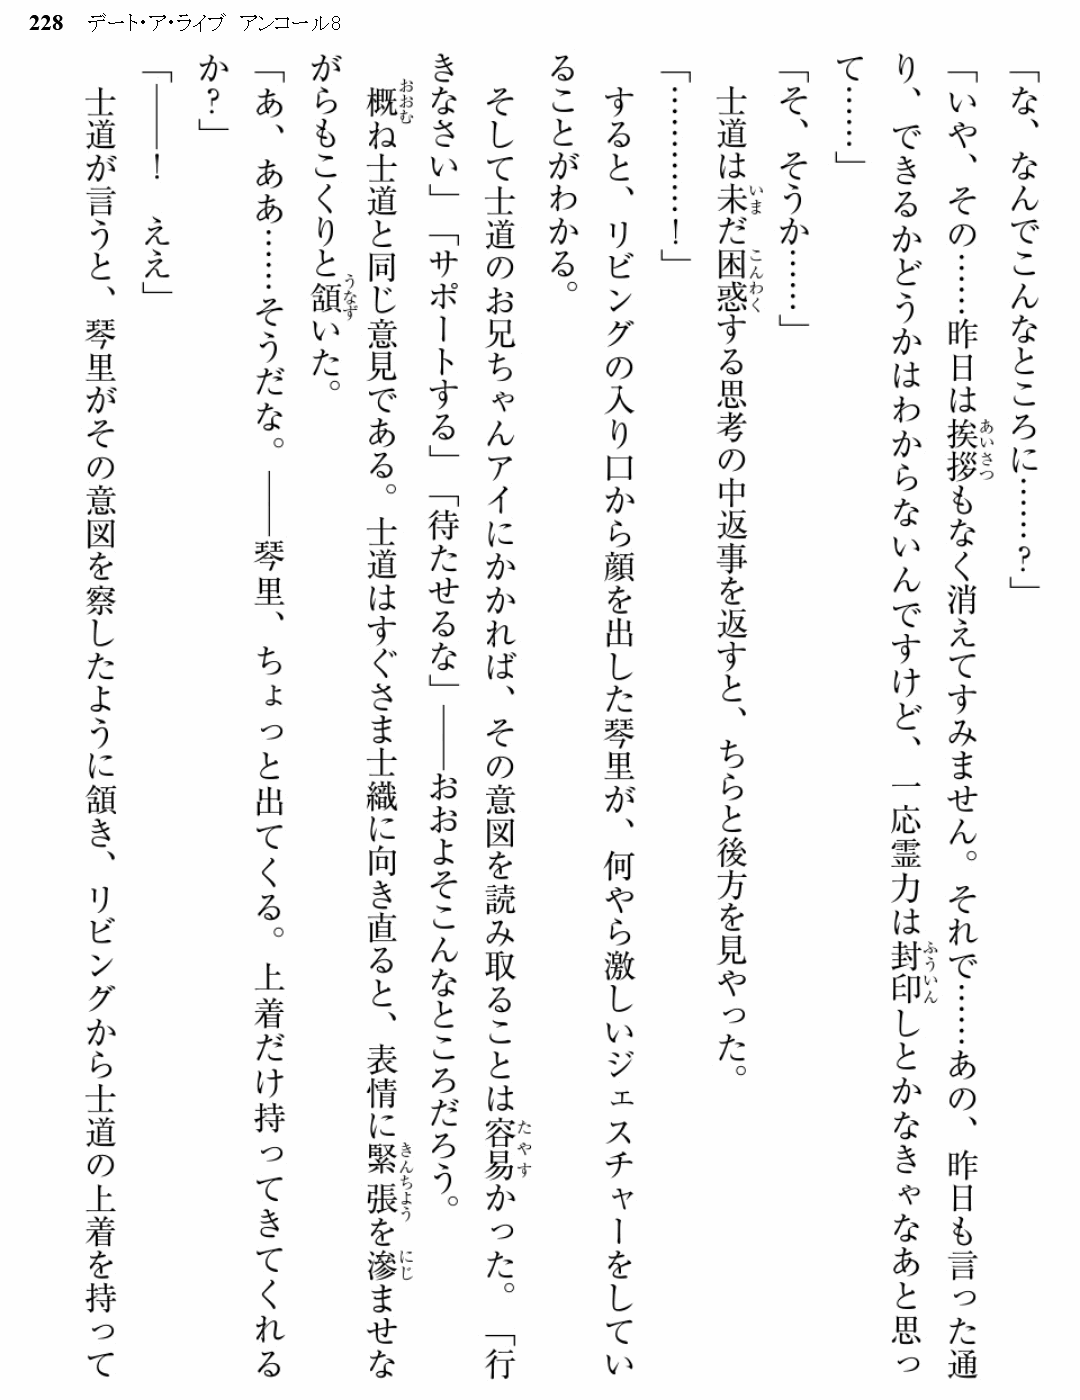 228 デート・ア・ライブ アンコール8
「な、なんでこんなところに……？」
「いや、その……昨日は挨拶もなく消えてすみません。それで……あの、昨日も言った通
り、できるかどうかはわからないんですけど、一応霊力は封印しとかなきゃなあと思っ
て……」
「そ、そうか……」
士道は未だ困惑する思考の中返事を返すと、ちらと後方を見やった。
「…………！」
すると、リビングの入り口から顔を出した琴里が、何やら激しいジェスチャーをしてい
ることがわかる。
そして士道のお兄ちゃんアイにかかれば、その意図を読み取ることは容易かった。「行
きなさい」「サポートする」「待たせるな」――おおよそこんなところだろう。
概ね士道と同じ意見である。士道はすぐさま士織に向き直ると、表情に緊張を滲ませな
がらもこくりと頷いた。
「あ、ああ……そうだな。――琴里、ちょっと出てくる。上着だけ持ってきてくれる
か？」
「――！　ええ」
士道が言うと、琴里がその意図を察したように頷き、リビングから士道の上着を持って